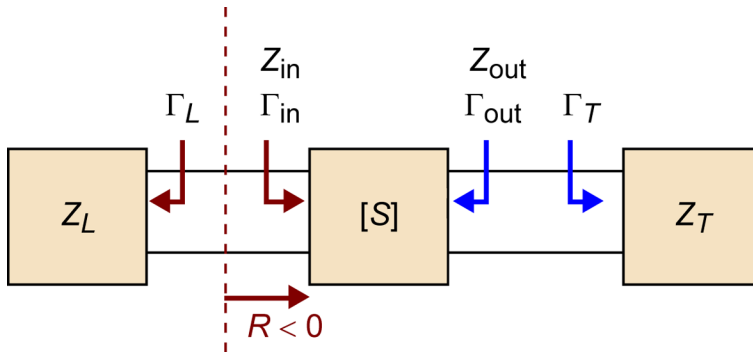 Z_in Z_out
Γ_L Γ_in Γ_out Γ_T
Z_L [S] Z_T
R < 0